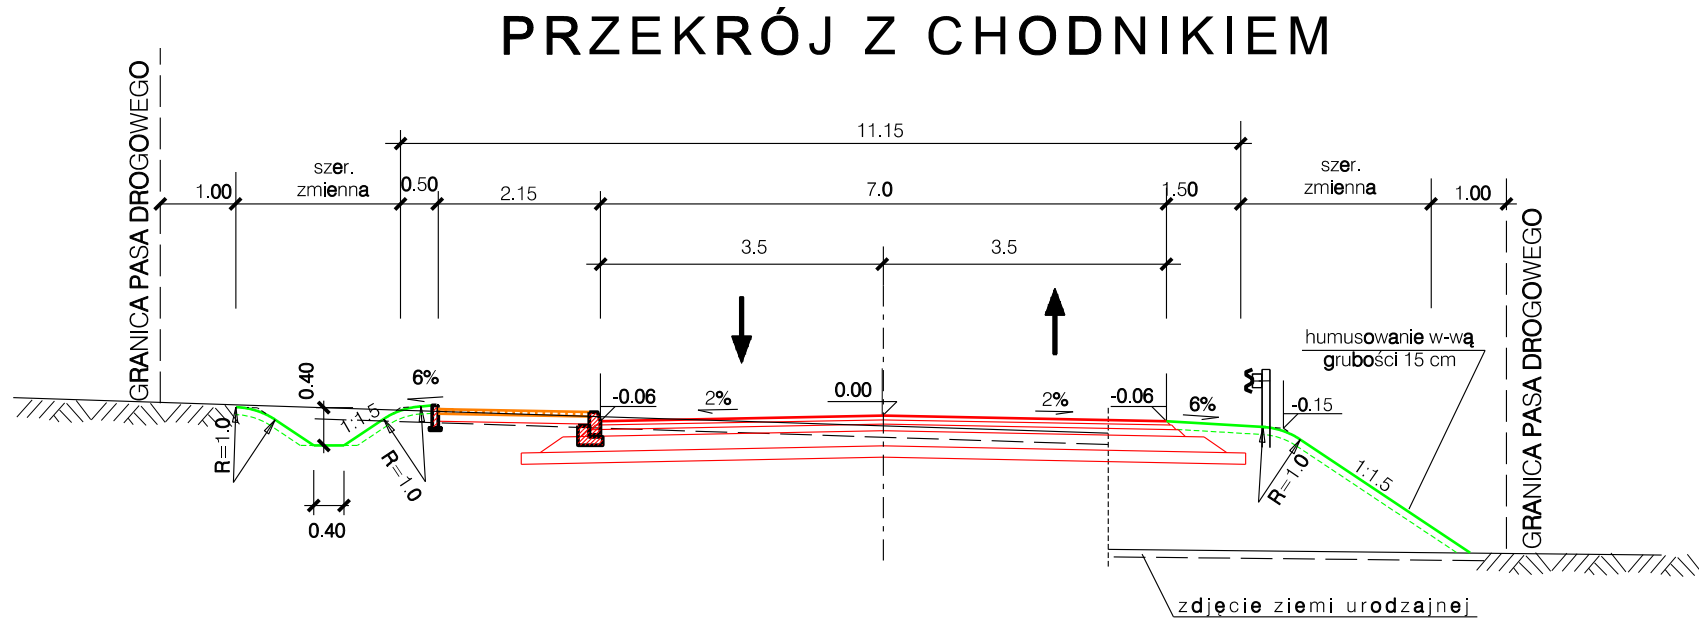 PRZEKRÓJ Z CHODNIKIEM
GRANICA PASA DROGOWEGO
11.15
1.00
szer.
zmienna
0.50
2.15
7.0
1.50
szer.
zmienna
1.00
3.5
3.5
GRANICA PASA DROGOWEGO
humusowanie w-wą
grubości 15 cm
0.40
6%
-0.06
2%
0.00
2%
-0.06
6%
-0.15
1:1.5
R=1.0
R=1.0
R=1.0
1:1.5
0.40
zdjęcie ziemi urodzajnej